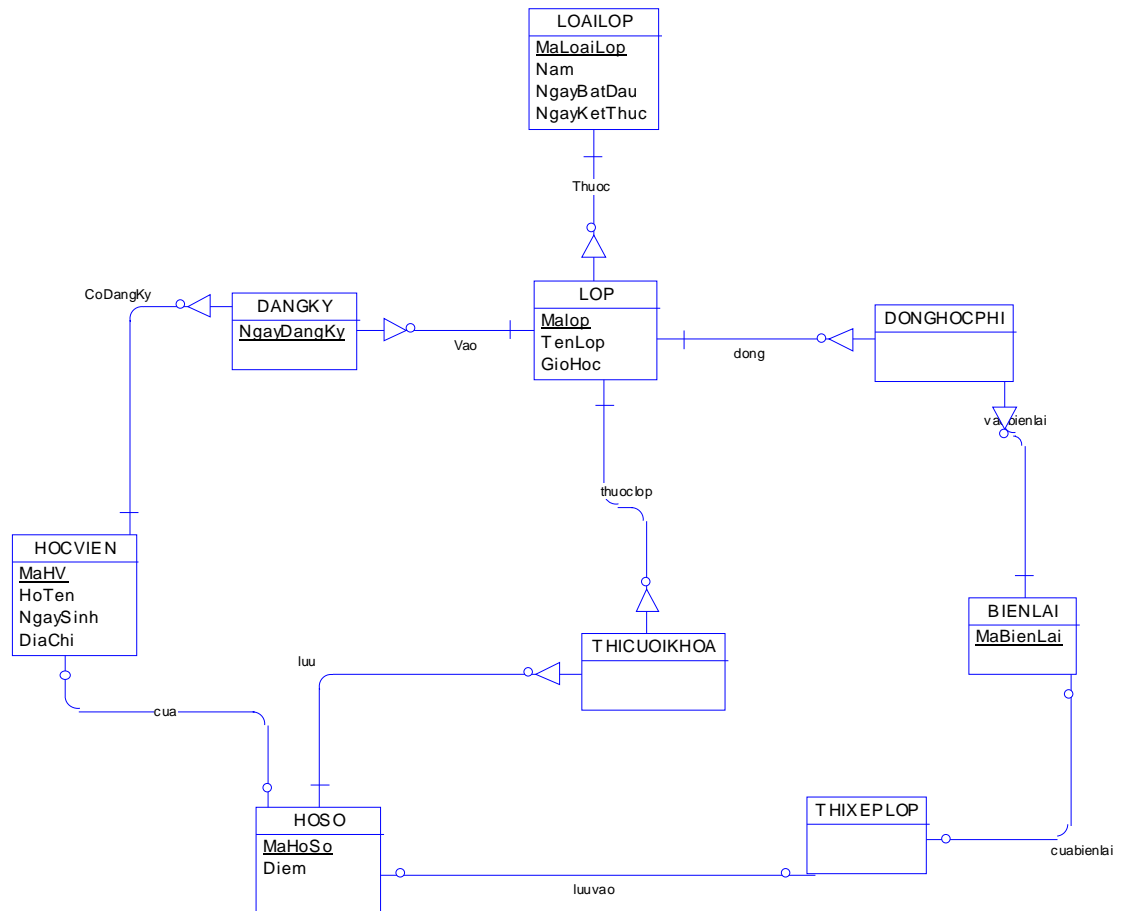 LOAILOP
MaLoaiLop
Nam
NgayBatDau
NgayKetThuc
Thuoc
CoDangKy
DANGKY
NgayDangKy
Vao
LOP
Malop
TenLop
GioHoc
dong
DONGHOCPHI
thuoclop
HOCVIEN
MaHV
HoTen
NgaySinh
DiaChi
BIENLAI
MaBienLai
THICUOIKHOA
luu
cua
HOSO
MaHoSo
Diem
THIXEPLOP
cuabienlai
luuvao